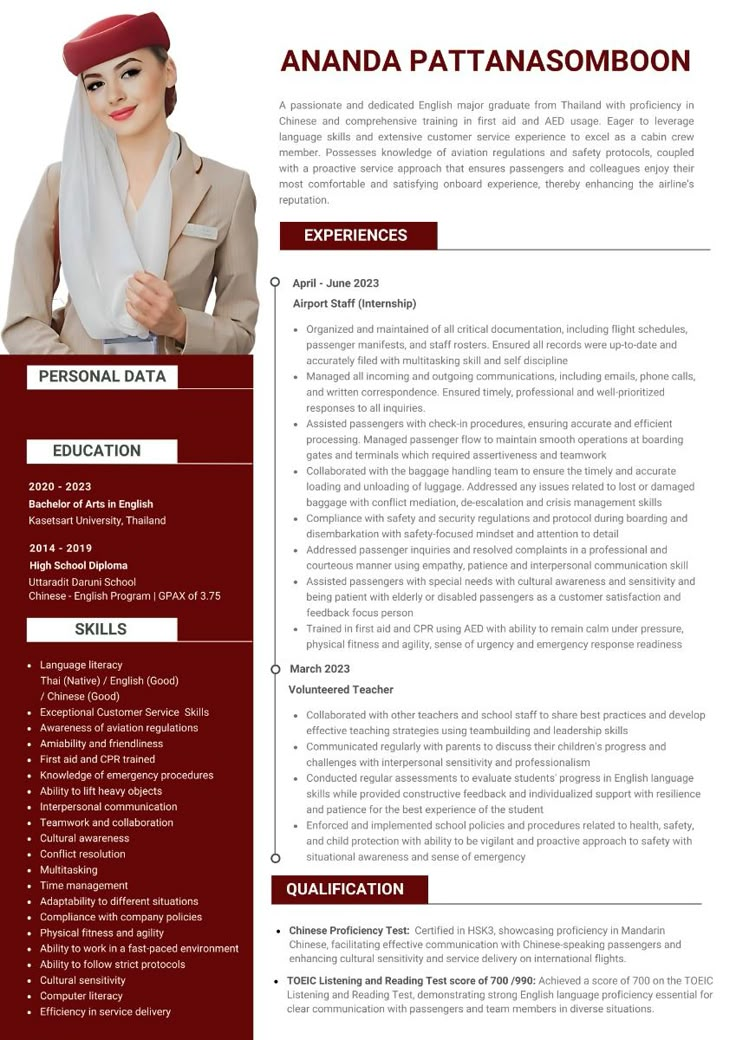 ANANDA PATTANASOMBOON
A passionate and dedicated English major graduate from Thailand with proficiency in
Chinese and comprehensive training in first aid and AED usage. Eager to leverage
language skills and extensive customer service experience to excel as a cabin crew
member. Possesses knowledge of aviation regulations and safety protocols, coupled
with a proactive service approach that ensures passengers and colleagues enjoy their
most comfortable and satisfying onboard experience, thereby enhancing the airline's
reputation.
EXPERIENCES
April - June 2023
Airport Staff (Internship)
• Organized and maintained of all critical documentation, including flight schedules,
passenger manifests, and staff rosters. Ensured all records were up-to-date and
accurately filed with multitasking skill and self discipline
• Managed all incoming and outgoing communications, including emails, phone calls,
and written correspondence. Ensured timely, professional and well-prioritized
responses to all inquiries.
• Assisted passengers with check-in procedures, ensuring accurate and efficient
processing. Managed passenger flow to maintain smooth operations at boarding
gates and terminals which required assertiveness and teamwork
• Collaborated with the baggage handling team to ensure the timely and accurate
loading and unloading of luggage. Addressed any issues related to lost or damaged
baggage with conflict mediation, de-escalation and crisis management skills
• Compliance with safety and security regulations and protocol during boarding and
disembarkation with safety-focused mindset and attention to detail
• Addressed passenger inquiries and resolved complaints in a professional and
courteous manner using empathy, patience and interpersonal communication skill
• Assisted passengers with special needs with cultural awareness and sensitivity and
being patient with elderly or disabled passengers as a customer satisfaction and
feedback focus person
• Trained in first aid and CPR using AED with ability to remain calm under pressure,
physical fitness and agility, sense of urgency and emergency response readiness
March 2023
Volunteered Teacher
• Collaborated with other teachers and school staff to share best practices and develop
effective teaching strategies using teambuilding and leadership skills
• Communicated regularly with parents to discuss their children's progress and
challenges with interpersonal sensitivity and professionalism
• Conducted regular assessments to evaluate students' progress in English language
skills while provided constructive feedback and individualized support with resilience
and patience for the best experience of the student
• Enforced and implemented school policies and procedures related to health, safety,
and child protection with ability to be vigilant and proactive approach to safety with
situational awareness and sense of emergency
QUALIFICATION
• Chinese Proficiency Test: Certified in HSK3, showcasing proficiency in Mandarin
Chinese, facilitating effective communication with Chinese-speaking passengers and
enhancing cultural sensitivity and service delivery on international flights.
• TOEIC Listening and Reading Test score of 700 /990: Achieved a score of 700 on the TOEIC
Listening and Reading Test, demonstrating strong English language proficiency essential for
clear communication with passengers and team members in diverse situations.
PERSONAL DATA
EDUCATION
2020 - 2023
Bachelor of Arts in English
Kasetsart University, Thailand
2014 - 2019
High School Diploma
Uttaradit Daruni School
Chinese - English Program | GPAX of 3.75
SKILLS
• Language literacy
Thai (Native) / English (Good)
/ Chinese (Good)
• Exceptional Customer Service Skills
• Awareness of aviation regulations
• Amiability and friendliness
• First aid and CPR trained
• Knowledge of emergency procedures
• Ability to lift heavy objects
• Interpersonal communication
• Teamwork and collaboration
• Cultural awareness
• Conflict resolution
• Multitasking
• Time management
• Adaptability to different situations
• Compliance with company policies
• Physical fitness and agility
• Ability to work in a fast-paced environment
• Ability to follow strict protocols
• Cultural sensitivity
• Computer literacy
• Efficiency in service delivery